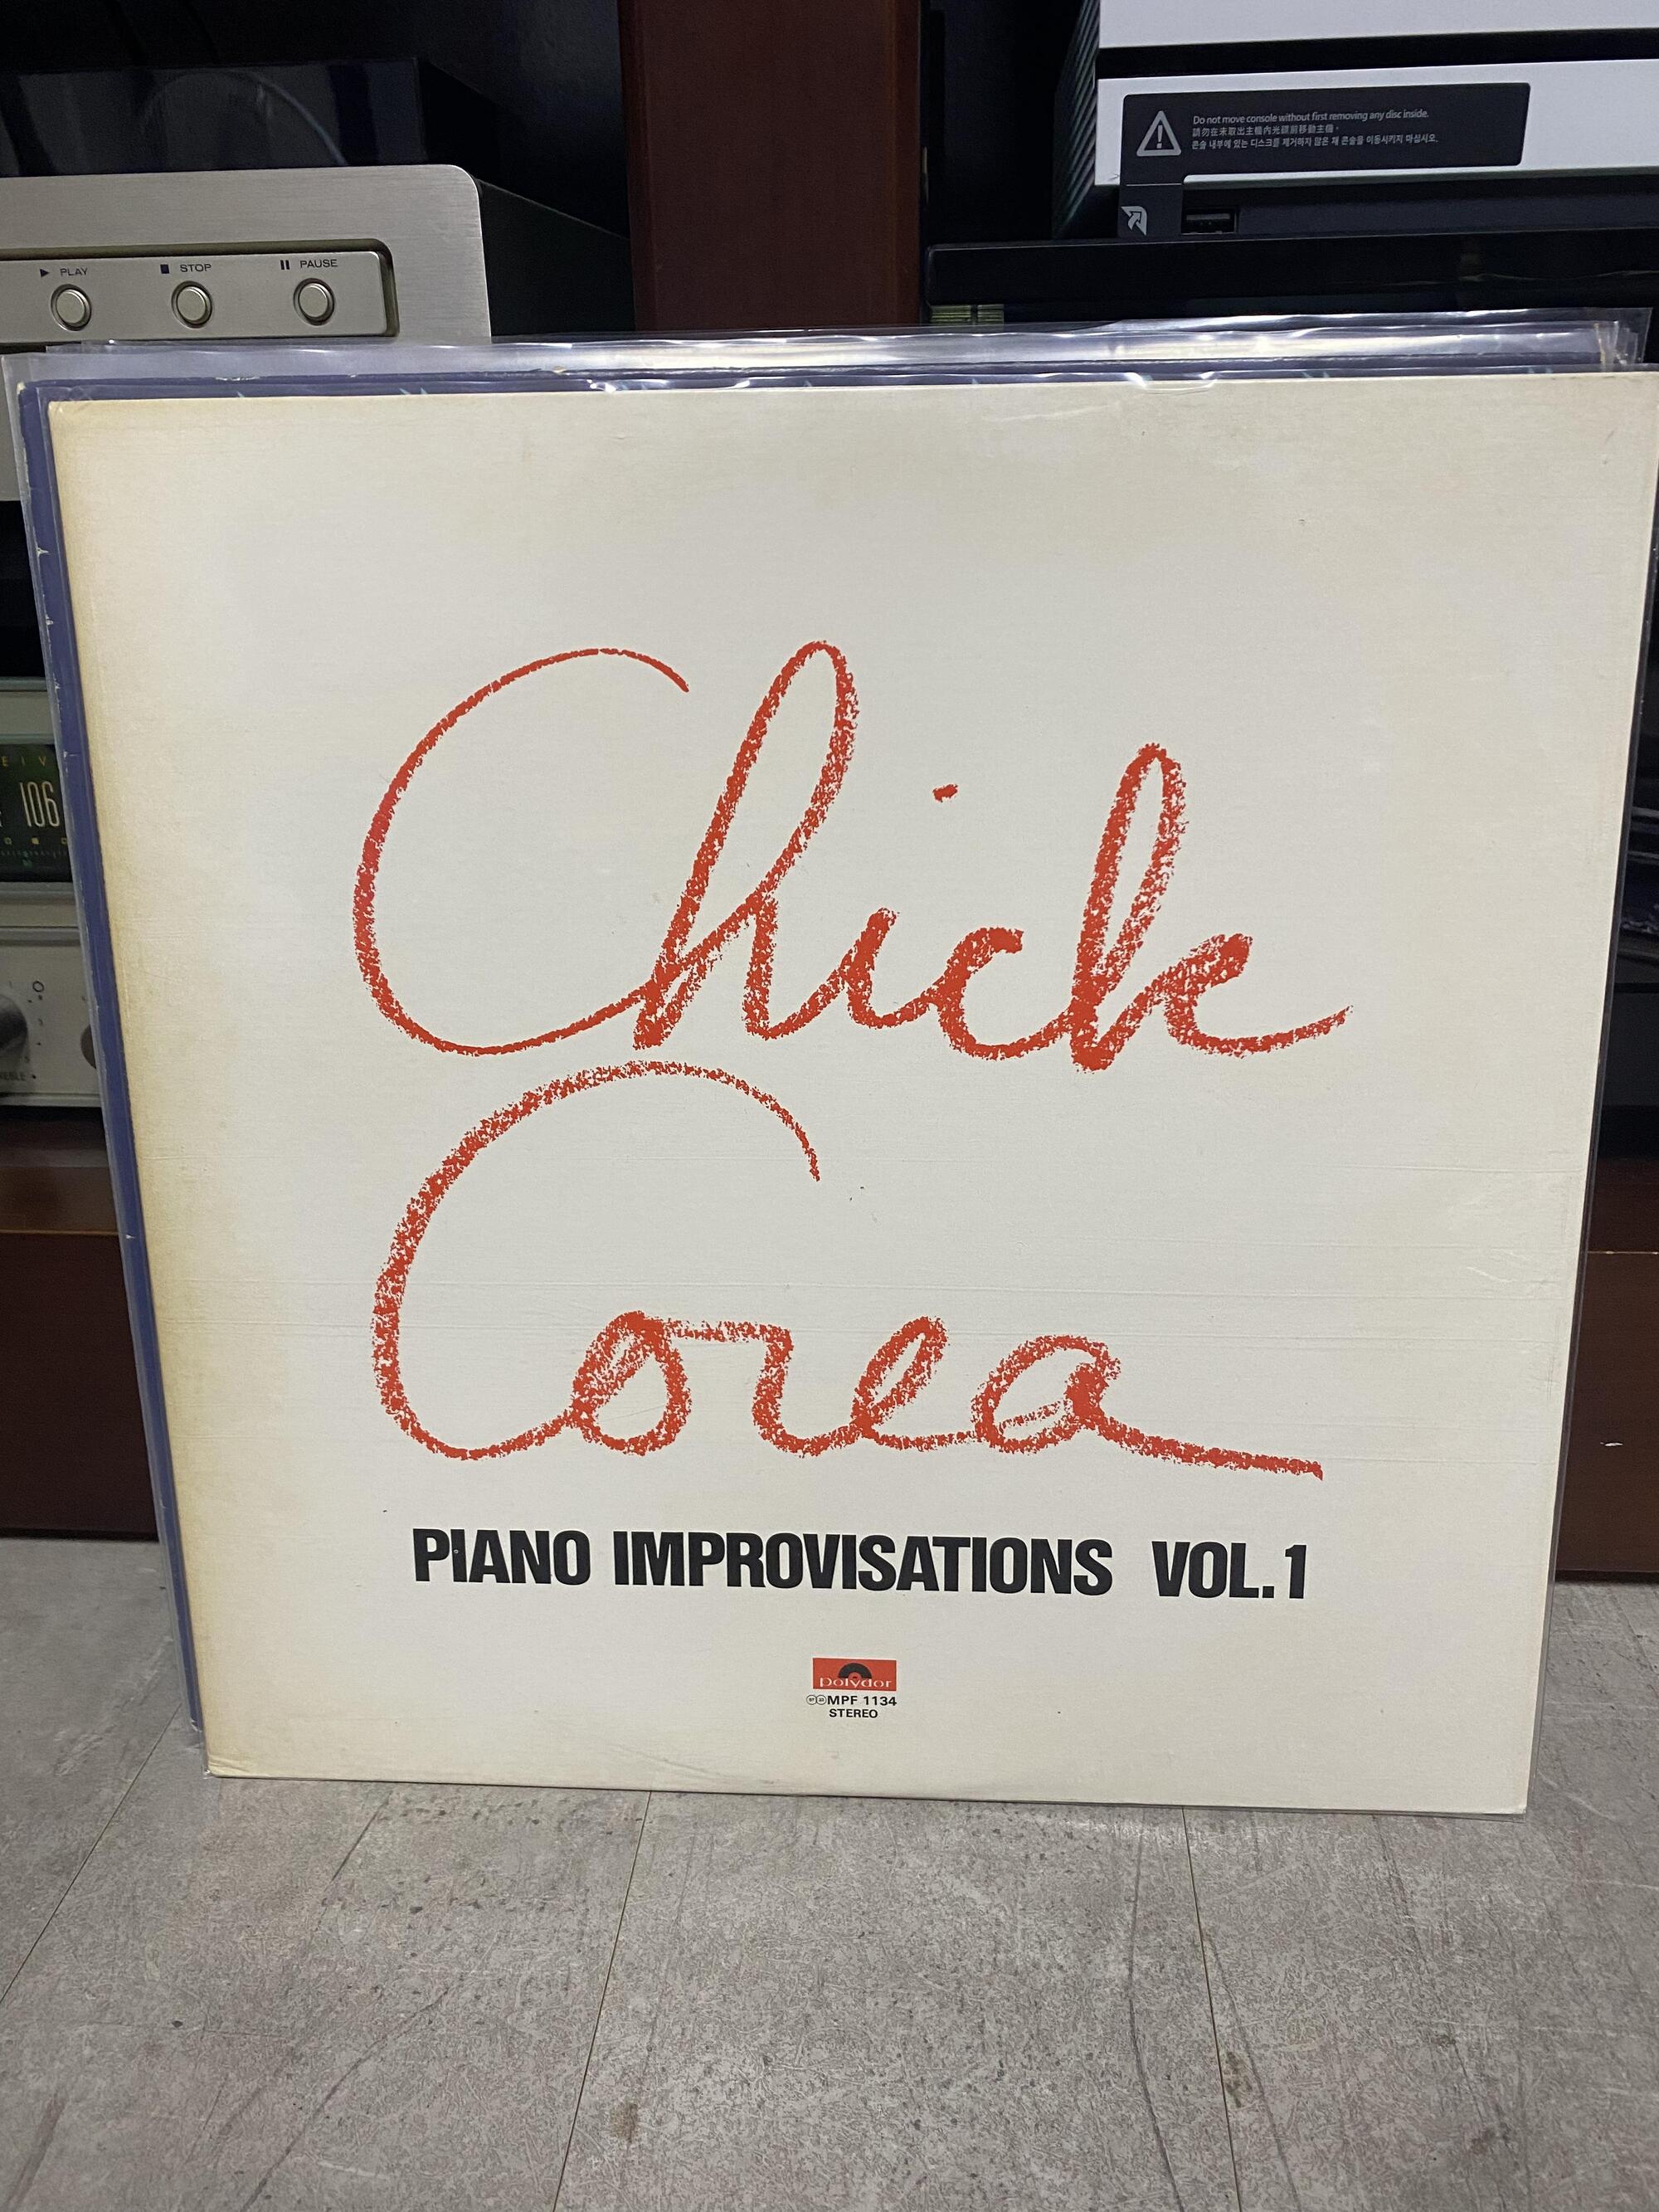 Do not move console without first removing any disc inside.
請勿在未取出主機內光碟前移動主機。
콘솔 내부에 있는 디스크를 제거하지 않은 채 콘솔을 이동시키지 마십시오.
PLAY STOP PAUSE
106
Chick
Corea
PIANO IMPROVISATIONS VOL.1
Polydor
MPF 1134
STEREO